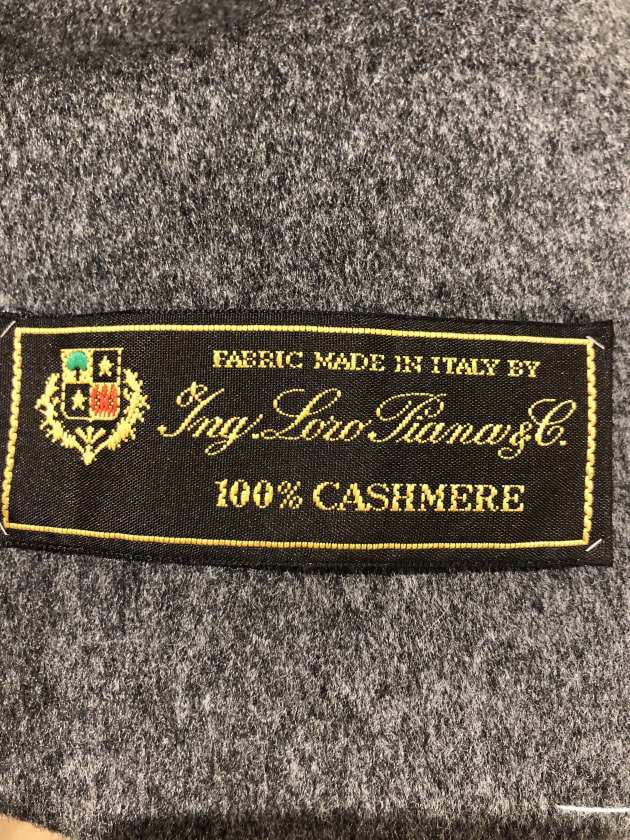 FABRIC MADE IN ITALY BY
Ing. Loro Piana & C.
100% CASHMERE